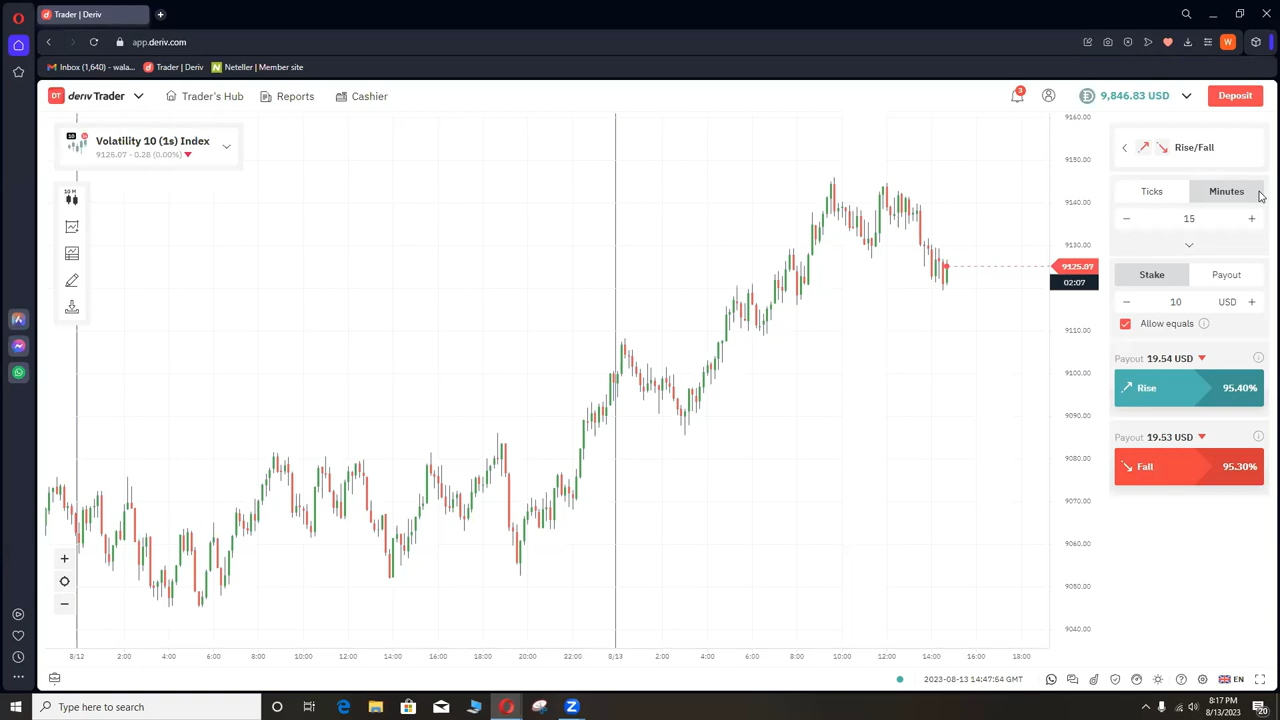 Trader | Deriv
app.deriv.com
Inbox (1,640) - wala...
Trader | Deriv
Neteller | Member site
DT deriv Trader
Trader's Hub
Reports
Cashier
3
9,846.83 USD
Deposit
10 1s Volatility 10 (1s) Index
9125.07 - 0.28 (0.00%)
10 M
9160.00
9150.00
9140.00
9130.00
9125.07
02:07
9110.00
9100.00
9090.00
9080.00
9070.00
9060.00
9050.00
9040.00
8/12 2:00 4:00 6:00 8:00 10:00 12:00 14:00 16:00 18:00 20:00 22:00 8/13 2:00 4:00 6:00 8:00 10:00 12:00 14:00 16:00 18:00
Rise/Fall
Ticks Minutes
- 15 +
Stake Payout
- 10 USD +
Allow equals
Payout 19.54 USD
Rise 95.40%
Payout 19.53 USD
Fall 95.30%
2023-08-13 14:47:54 GMT
EN
Type here to search
8:17 PM
8/13/2023
20
W